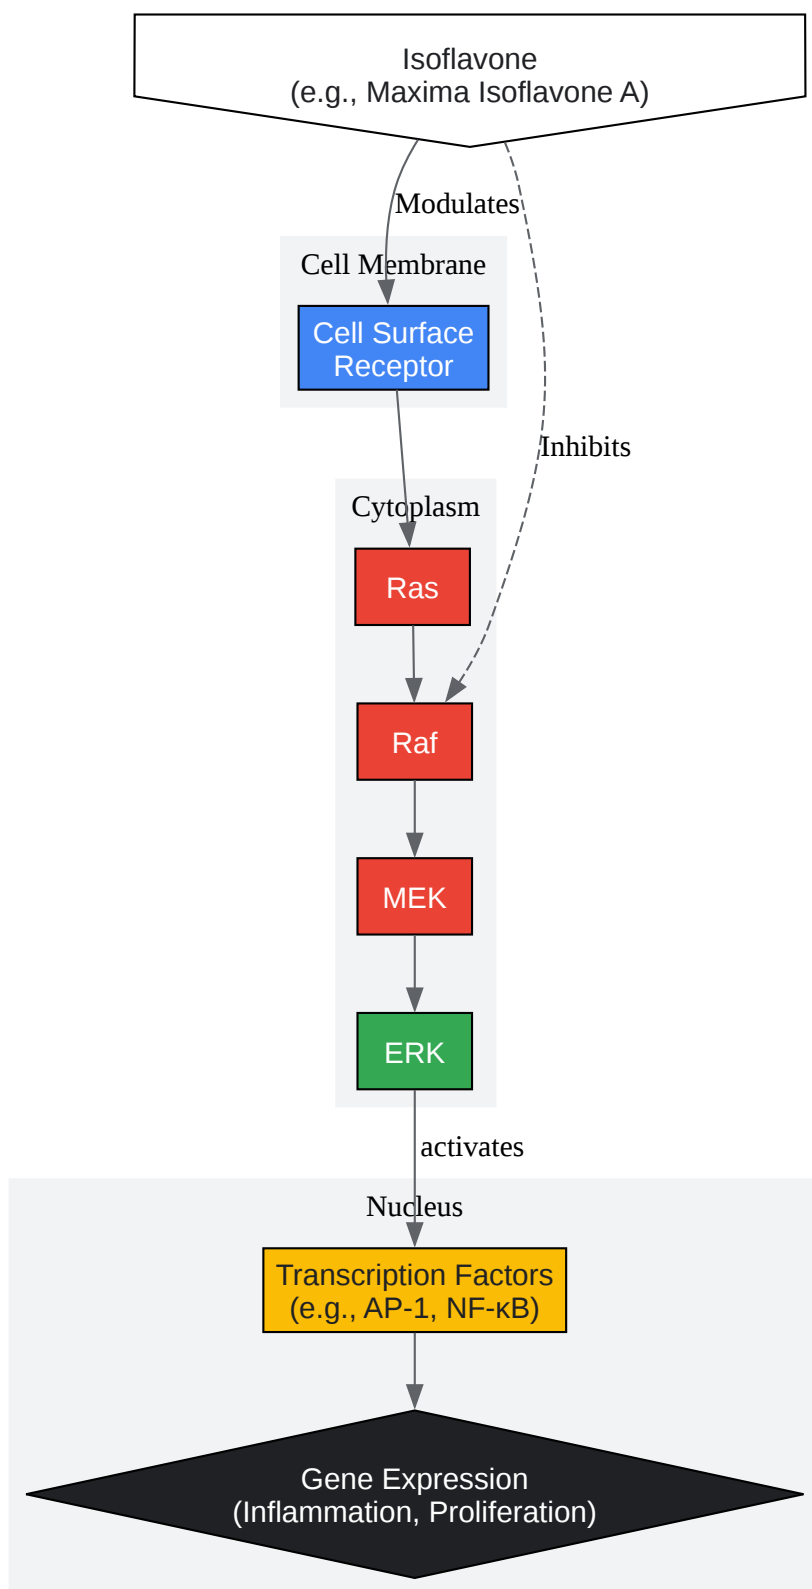 Isoflavone
(e.g., Maxima Isoflavone A)
Modulates
Cell Membrane
Cell Surface
Receptor
Inhibits
Cytoplasm
Ras
Raf
MEK
ERK
activates
Nucleus
Transcription Factors
(e.g., AP-1, NF-κB)
Gene Expression
(Inflammation, Proliferation)